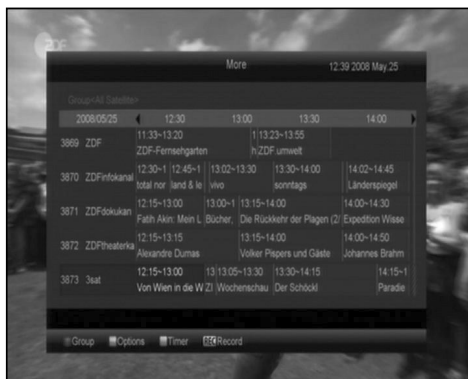 ZDF
More
12:39 2008 May.25
Group<All Satellite>
2008/05/25 12:30 13:00 13:30 14:00
3869 ZDF
11:33~13:20 1 13:23~13:55
ZDF-Fernsehgarten h ZDF.umwelt
3870 ZDFinfokanal
12:30~1 12:45~1 13:02~13:30 13:30~14:00 14:02~14:45
total nor land & le vivo sonntags Länderspiegel
3871 ZDFdokukan
12:15~13:00 13:00~1 13:15~14:00 14:00~14:30
Fatih Akin: Mein L Bücher, Die Rückkehr der Plagen (2/ Expedition Wisse
3872 ZDFtheaterka
12:15~13:15 13:15~14:00 14:00~14:50
Alexandre Dumas Volker Pispers und Gäste Johannes Brahm
3873 3sat
12:15~13:00 13 13:05~13:30 13:30~14:15 14:15~1
Von Wien in die W ZI Wochenschau Der Schöckl Paradie
Group Options Timer REC Record